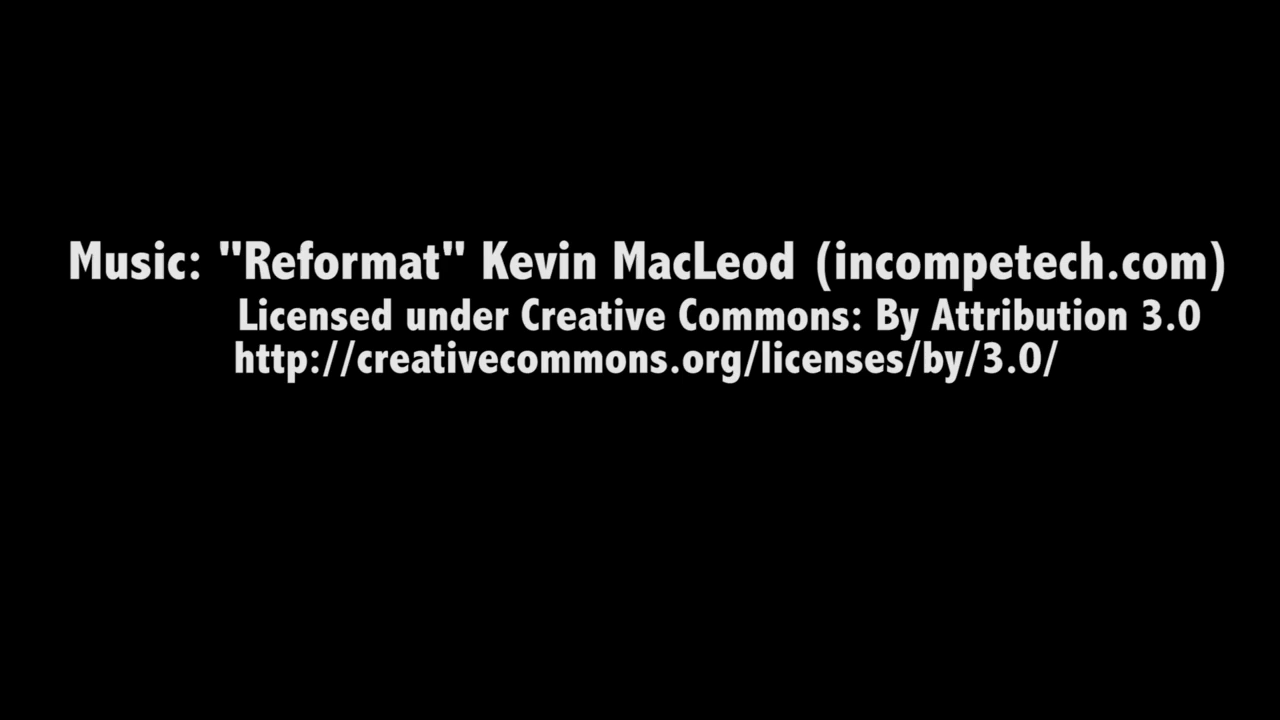 Music: "Reformat" Kevin MacLeod (incompetech.com)
Licensed under Creative Commons: By Attribution 3.0
http://creativecommons.org/licenses/by/3.0/